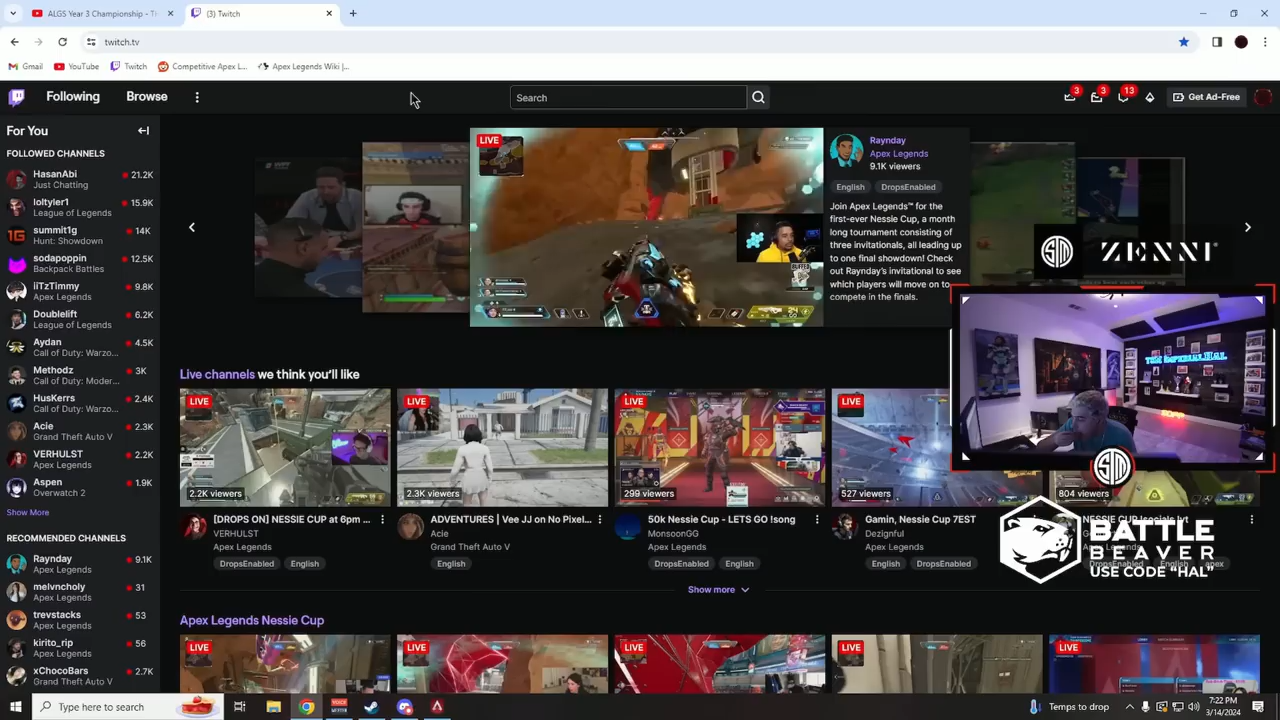 ALGS Year 3 Championship - Th
(3) Twitch
twitch.tv
Gmail
YouTube
Twitch
Competitive Apex L...
Apex Legends Wiki |...
Following
Browse
Search
3
3
13
Get Ad-Free
For You
FOLLOWED CHANNELS
HasanAbi
21.2K
Just Chatting
loltyler1
15.9K
League of Legends
summit1g
14K
Hunt: Showdown
sodapoppin
12.5K
Backpack Battles
iiTzTimmy
9.8K
Apex Legends
Doublelift
6.2K
League of Legends
Aydan
4.5K
Call of Duty: Warzo...
Methodz
3K
Call of Duty: Moder...
HusKerrs
2.4K
Call of Duty: Warzo...
Acie
2.3K
Grand Theft Auto V
VERHULST
2.2K
Apex Legends
Aspen
1.9K
Overwatch 2
Show More
RECOMMENDED CHANNELS
Raynday
9.1K
Apex Legends
melvncholy
31
Apex Legends
trevstacks
53
Apex Legends
kirito_rip
56
Apex Legends
xChocoBars
2.7K
Grand Theft Auto V
LIVE
Raynday
Apex Legends
9.1K viewers
English
DropsEnabled
Join Apex Legends™ for the
first-ever Nessie Cup, a month
long tournament consisting of
three invitationals, all leading up
to one final showdown! Check
out Raynday's invitational to see
which players will move on to
compete in the finals.
TSM
ZENNI
TSM IMPERIALHAL
TSM
BATTLE
BEAVER
USE CODE "HAL"
Live channels we think you'll like
LIVE
2.2K viewers
[DROPS ON] NESSIE CUP at 6pm ...
VERHULST
Apex Legends
DropsEnabled
English
LIVE
2.3K viewers
ADVENTURES | Vee JJ on No Pixel...
Acie
Grand Theft Auto V
English
LIVE
299 viewers
50k Nessie Cup - LETS GO !song
MonsoonGG
Apex Legends
DropsEnabled
English
LIVE
527 viewers
Gamin, Nessie Cup 7EST
Dezignful
Apex Legends
English
DropsEnabled
804 viewers
Show more
Apex Legends Nessie Cup
LIVE
LIVE
LIVE
LIVE
LIVE
Type here to search
Temps to drop
7:22 PM
3/14/2024